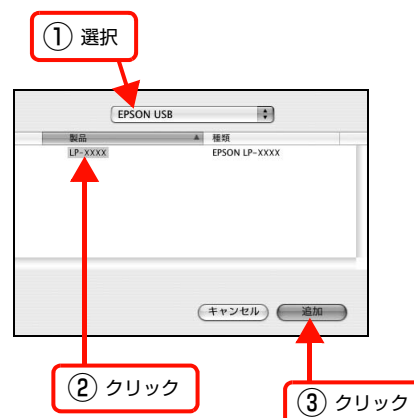 ① 選択
EPSON USB
製品 種類
LP-XXXX EPSON LP-XXXX
キャンセル 追加
② クリック
③ クリック